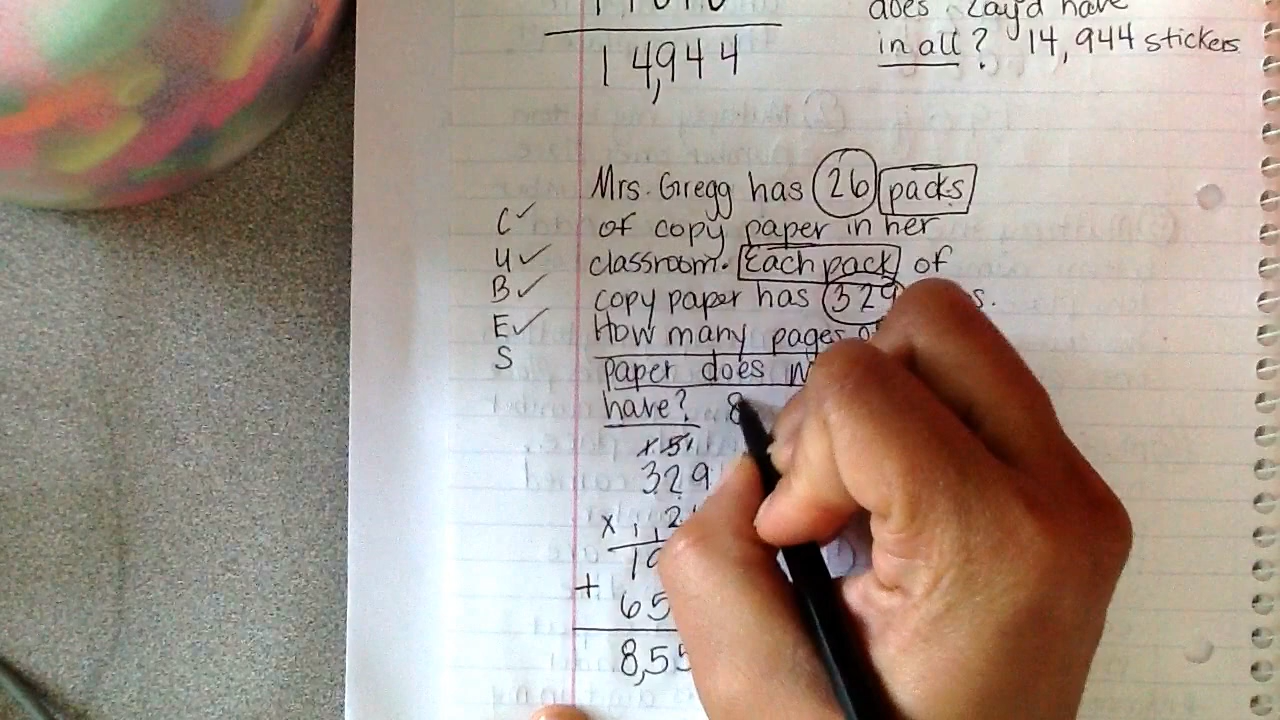 does Zayd have
in all? 14,944 stickers
14,944
Mrs. Gregg has 26 packs
of copy paper in her
classroom. Each pack of
copy paper has 329
How many pages
paper does
have? 8
C✓
U✓
B✓
E✓
S
329
x 2
+ 65
8,55